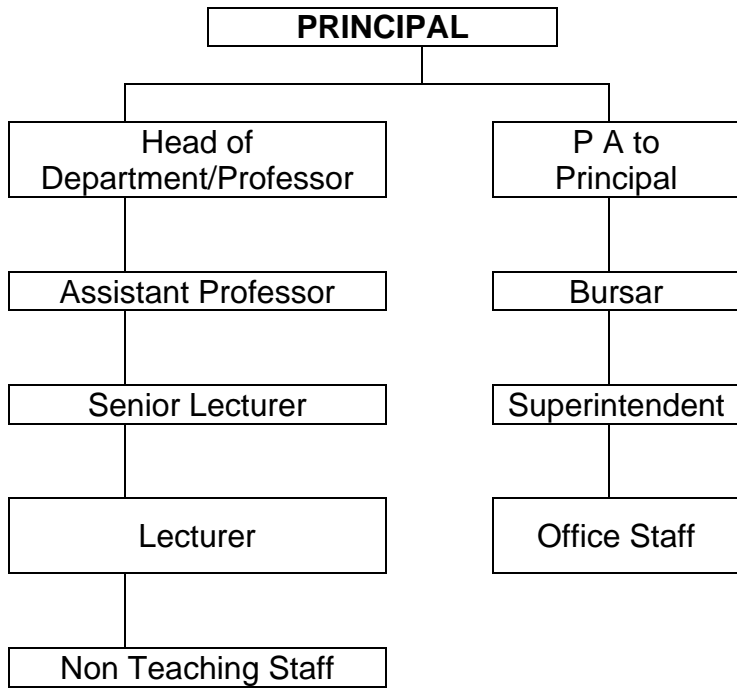 PRINCIPAL
Head of
Department/Professor
P A to
Principal
Assistant Professor
Bursar
Senior Lecturer
Superintendent
Lecturer
Office Staff
Non Teaching Staff